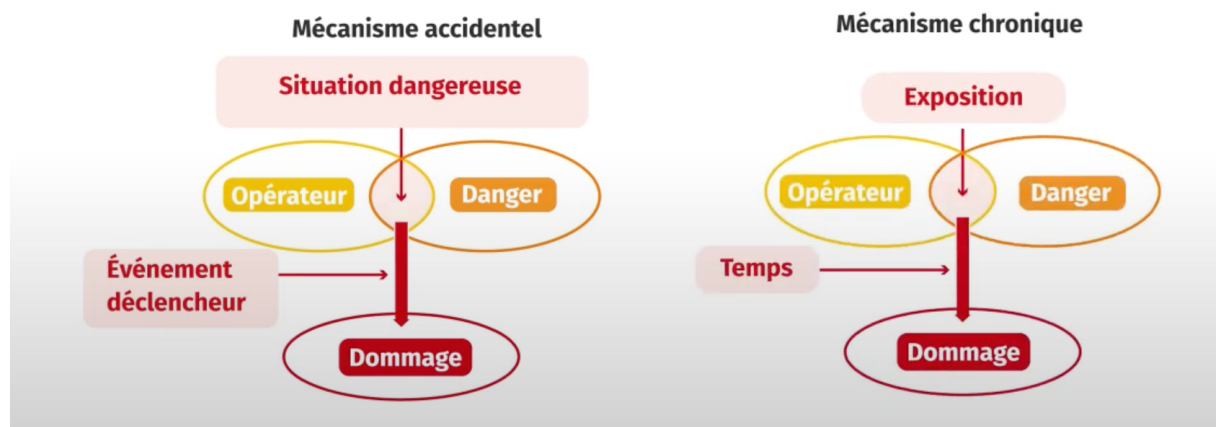 Mécanisme accidentel
Situation dangereuse
Opérateur
Danger
Événement
déclencheur
Dommage
Mécanisme chronique
Exposition
Opérateur
Danger
Temps
Dommage